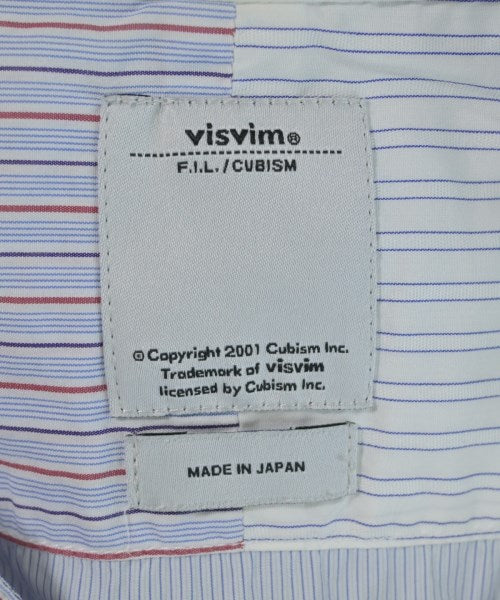 visvim®
F.I.L./CUBISM
© Copyright 2001 Cubism Inc.
Trademark of visvim
licensed by Cubism Inc.
MADE IN JAPAN